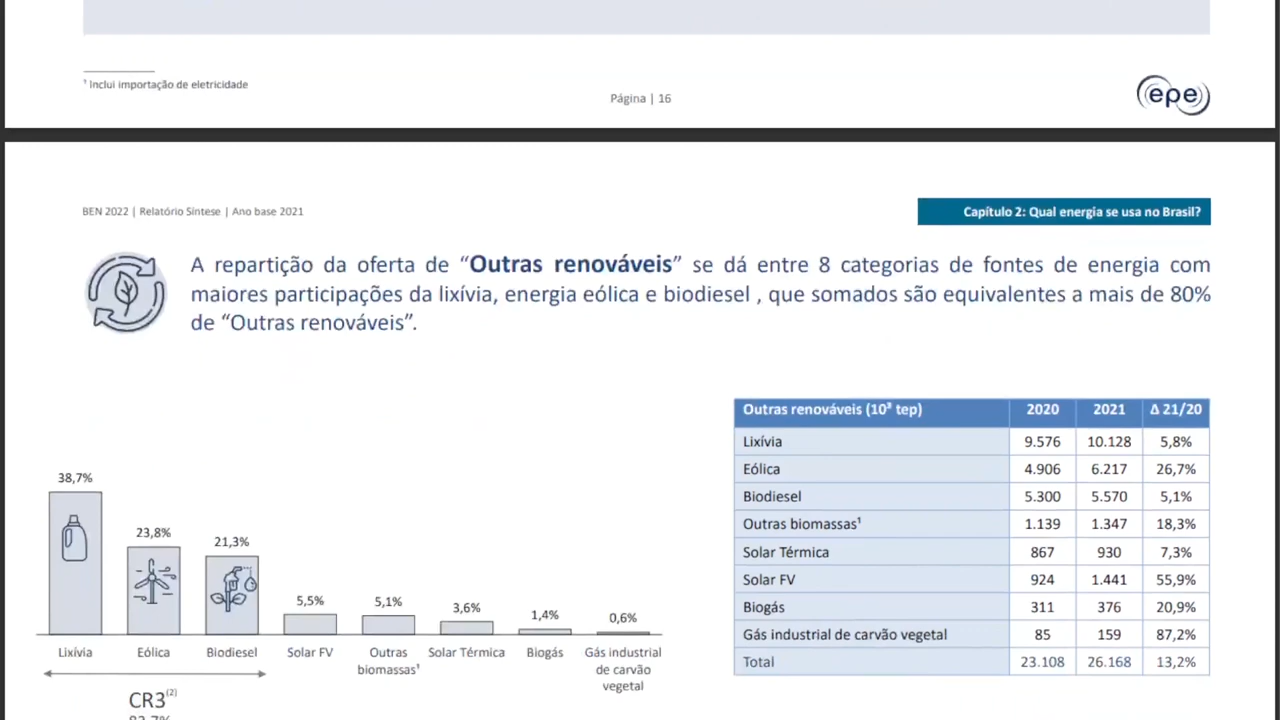 ¹ Inclui importação de eletricidade
Página | 16
epe
BEN 2022 | Relatório Síntese | Ano base 2021
Capítulo 2: Qual energia se usa no Brasil?
A repartição da oferta de “Outras renováveis” se dá entre 8 categorias de fontes de energia com
maiores participações da lixívia, energia eólica e biodiesel , que somados são equivalentes a mais de 80%
de “Outras renováveis”.
38,7%
23,8%
21,3%
5,5%
5,1%
3,6%
1,4%
0,6%
Lixívia
Eólica
Biodiesel
Solar FV
Outras
biomassas¹
Solar Térmica
Biogás
Gás industrial
de carvão
vegetal
CR3⁽²⁾
Outras renováveis (10³ tep) 2020 2021 Δ 21/20
Lixívia 9.576 10.128 5,8%
Eólica 4.906 6.217 26,7%
Biodiesel 5.300 5.570 5,1%
Outras biomassas¹ 1.139 1.347 18,3%
Solar Térmica 867 930 7,3%
Solar FV 924 1.441 55,9%
Biogás 311 376 20,9%
Gás industrial de carvão vegetal 85 159 87,2%
Total 23.108 26.168 13,2%